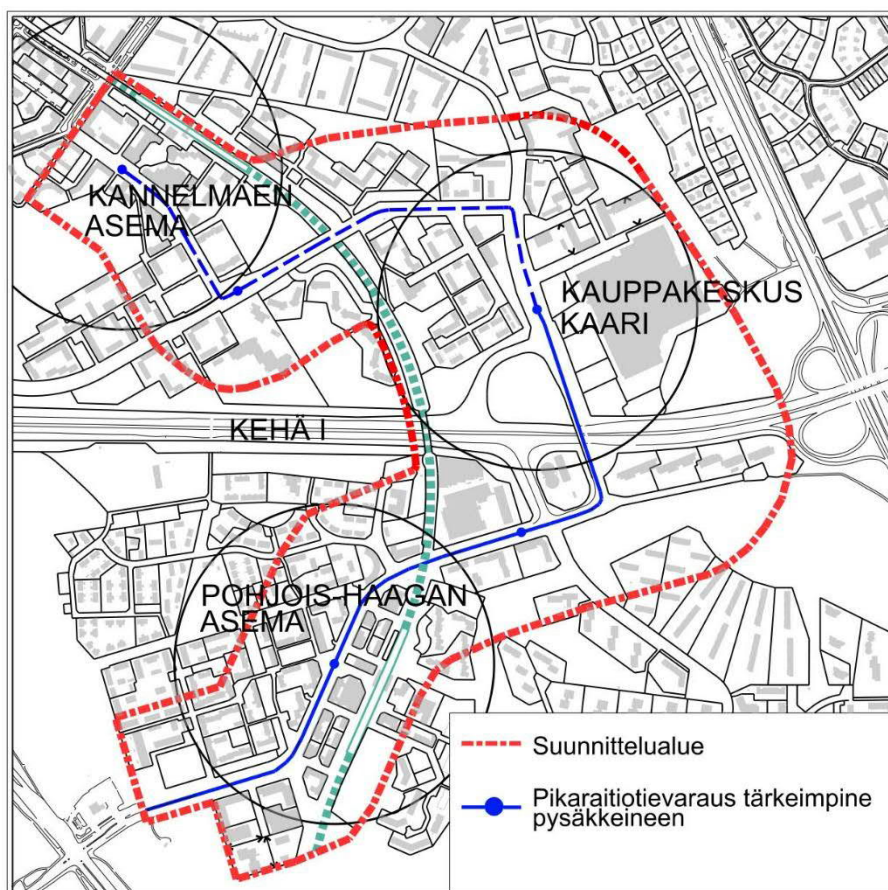 KANNELMÄEN
ASEMA
KAUPPAKESKUS
KAARI
KEHÄ I
POHJOIS-HAAGAN
ASEMA
Suunnittelualue
Pikaraitiotievaraus tärkeimpine
pysäkkeineen